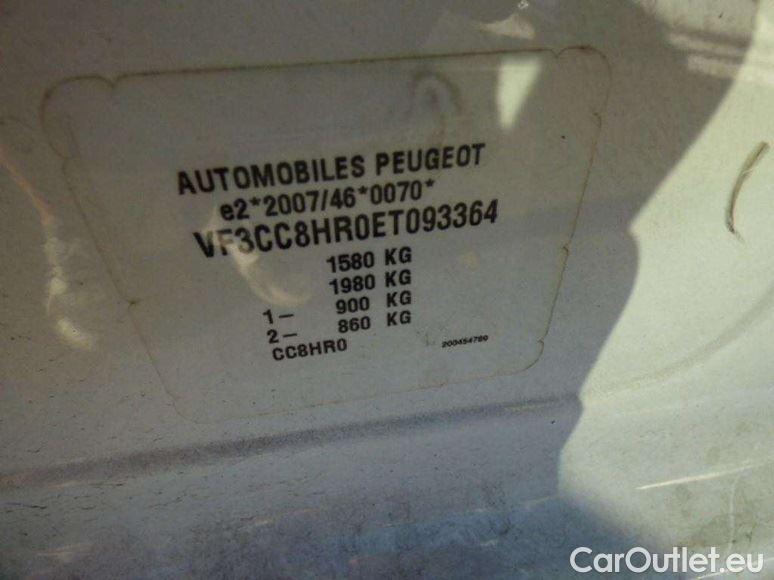 AUTOMOBILES PEUGEOT
e2*2007/46*0070*
VF3CC8HR0ET093364
1580 KG
1980 KG
1- 900 KG
2- 860 KG
CC8HR0
200454780
CarOutlet.eu